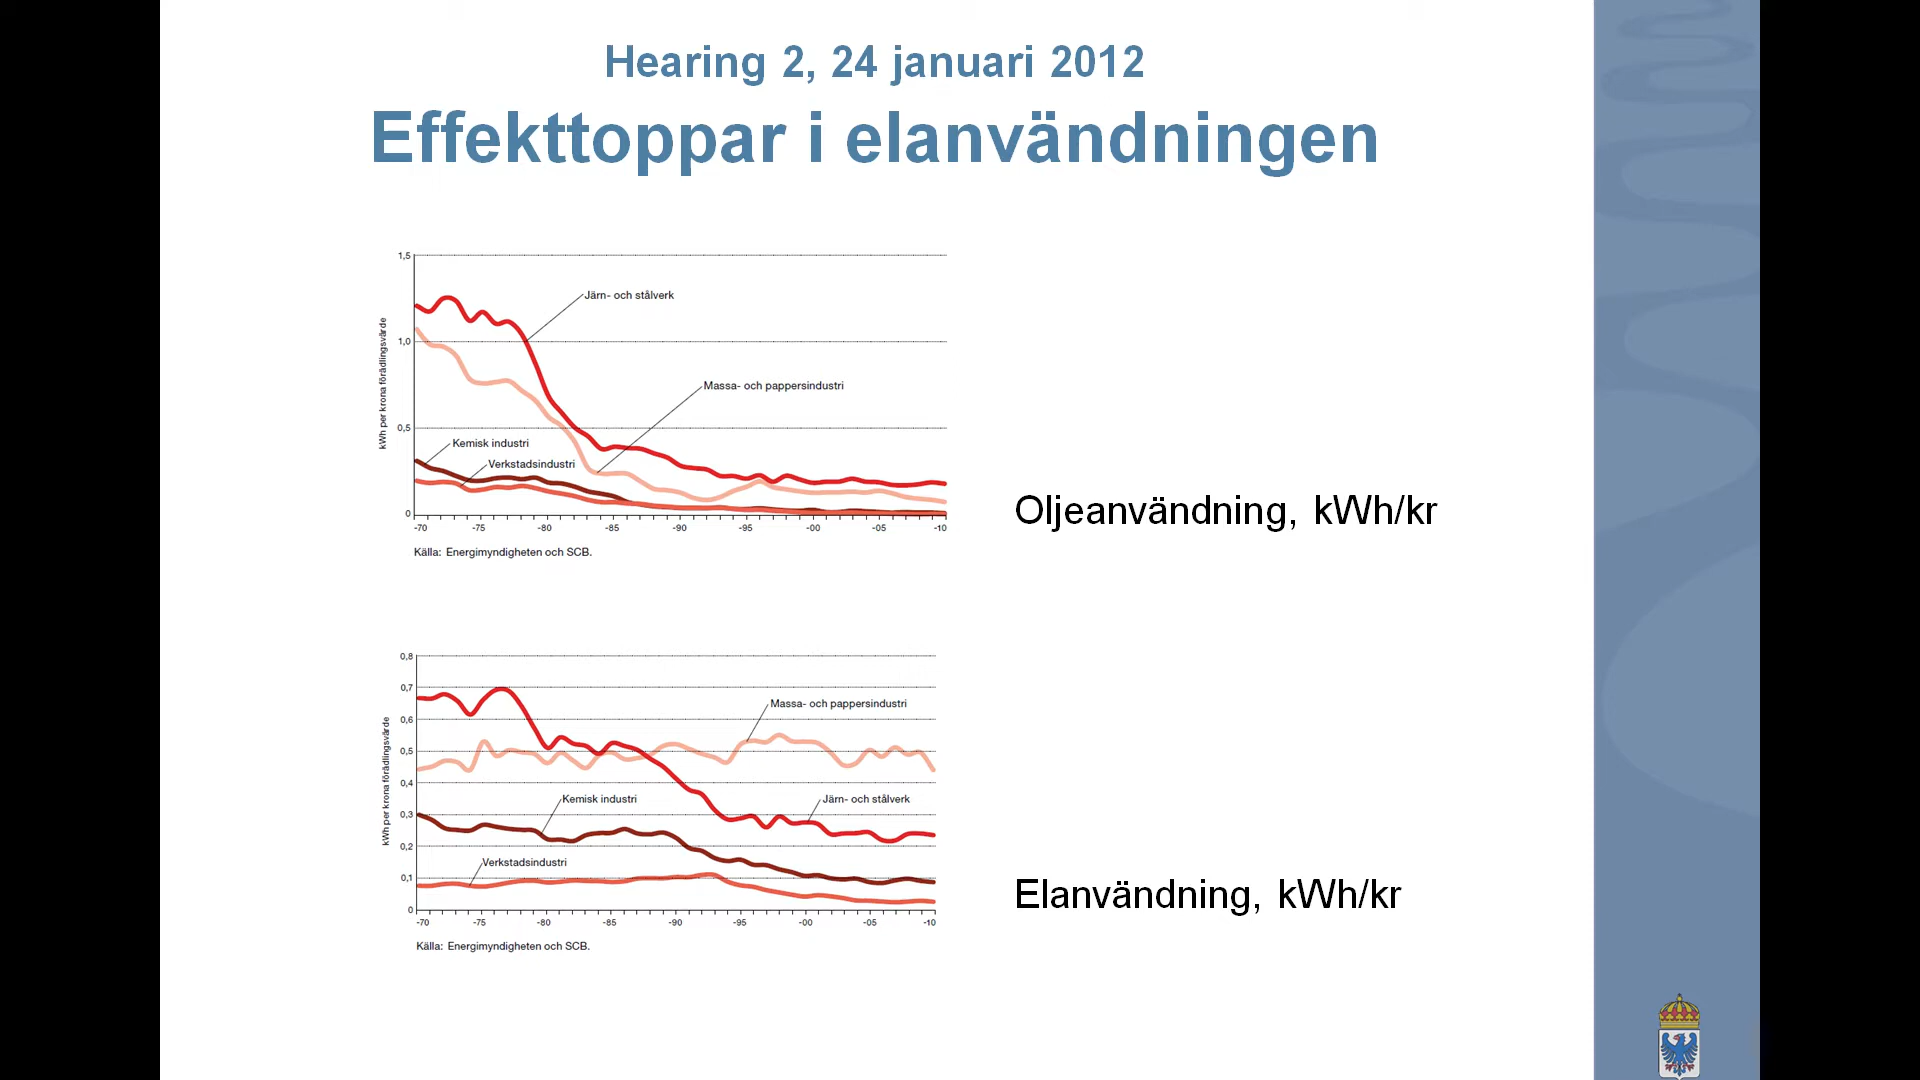 Hearing 2, 24 januari 2012
Effekttoppar i elanvändningen
kWh per krona förädlingsvärde
1,5
1,0
0,5
0
Järn- och stålverk
Massa- och pappersindustri
Kemisk industri
Verkstadsindustri
-70 -75 -80 -85 -90 -95 -00 -05 -10
Källa: Energimyndigheten och SCB.
Oljeanvändning, kWh/kr
kWh per krona förädlingsvärde
0,8
0,7
0,6
0,5
0,4
0,3
0,2
0,1
0
Massa- och pappersindustri
Kemisk industri
Järn- och stålverk
Verkstadsindustri
-70 -75 -80 -85 -90 -95 -00 -05 -10
Källa: Energimyndigheten och SCB.
Elanvändning, kWh/kr